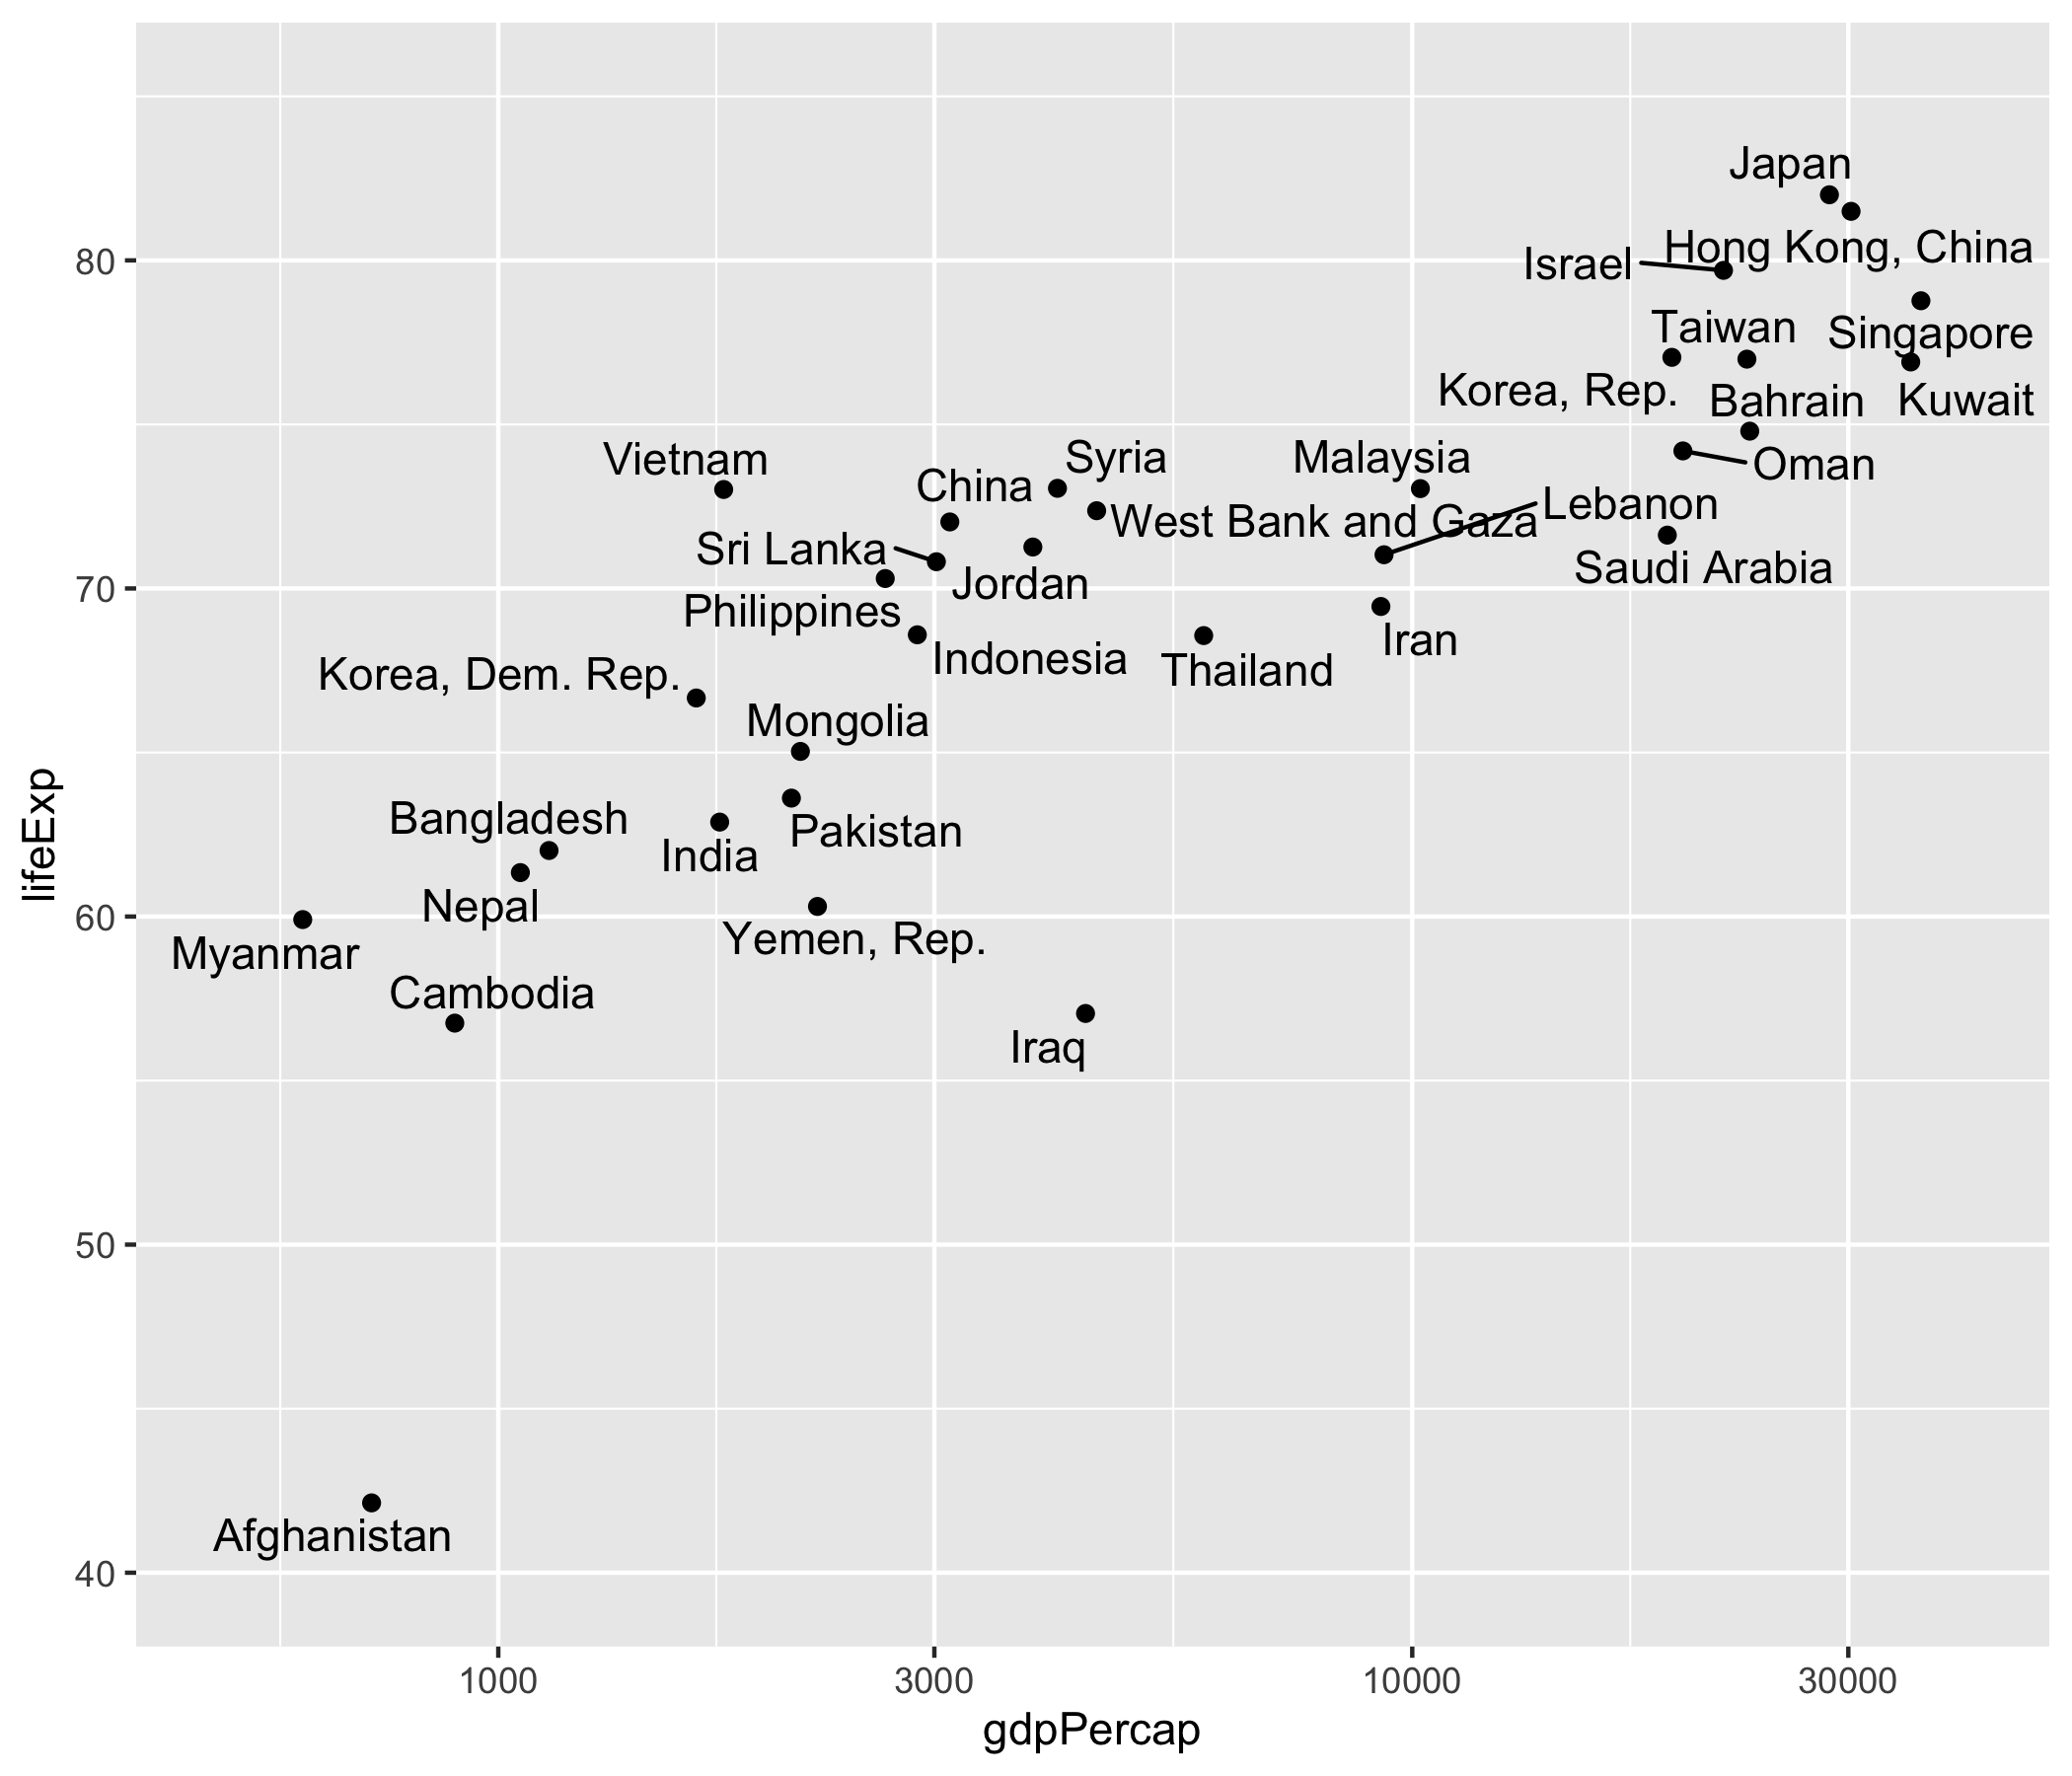 Japan
80
Israel
Hong Kong, China
Taiwan
Singapore
Korea, Rep.
Bahrain
Kuwait
Vietnam
Syria
Malaysia
China
Oman
West Bank and Gaza
Lebanon
Sri Lanka
Saudi Arabia
70
Jordan
Philippines
Iran
Indonesia
Thailand
Korea, Dem. Rep.
Mongolia
lifeExp
Bangladesh
Pakistan
India
Nepal
60
Yemen, Rep.
Myanmar
Cambodia
Iraq
50
Afghanistan
40
1000 3000 10000 30000
gdpPercap